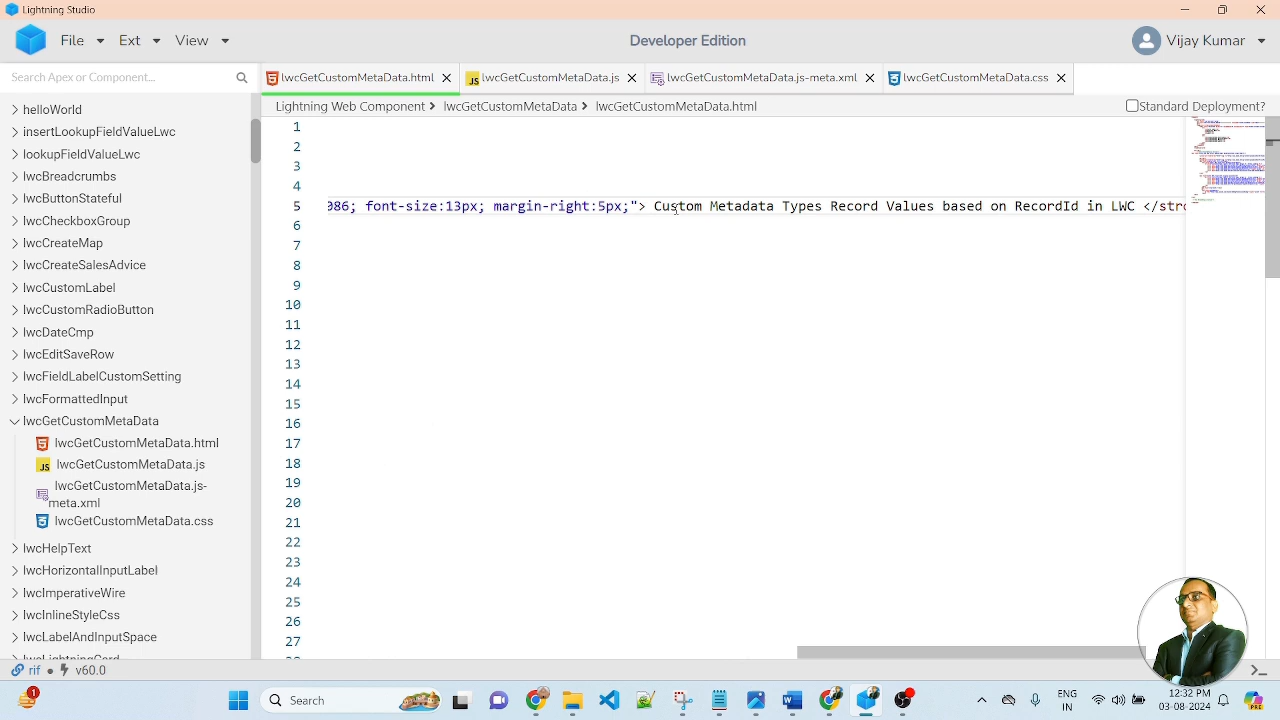 Lightning Studio
File Ext View Developer Edition Vijay Kumar
Search Apex or Component...
lwcGetCustomMetaData.html lwcGetCustomMetaData.js lwcGetCustomMetaData.js-meta.xml lwcGetCustomMetaData.css
Lightning Web Component lwcGetCustomMetaData lwcGetCustomMetaData.html Standard Deployment?
helloWorld
insertLookupFieldValueLwc
lookupFieldValueLwc
lwcBreadcrumbs
lwcButtonStateful
lwcCheckboxGroup
lwcCreateMap
lwcCreateSalesAdvice
lwcCustomLabel
lwcCustomRadioButton
lwcDateCmp
lwcEditSaveRow
lwcFieldLabelCustomSetting
lwcFormattedInput
lwcGetCustomMetaData
lwcGetCustomMetaData.html
lwcGetCustomMetaData.js
lwcGetCustomMetaData.js-
meta.xml
lwcGetCustomMetaData.css
lwcHelpText
lwcHorizontalInputLabel
lwcImperativeWire
lwcInlineStyleCss
lwcLabelAndInputSpace
1
2
3
4
5 086; font-size:13px; margin-right:5px;"> Custom Metadata Types Record Values based on RecordId in LWC </stro
6
7
8
9
10
11
12
13
14
15
16
17
18
19
20
21
22
23
24
25
26
27
rif v60.0
1 Search ENG 12:32 PM
IN 03-08-2024